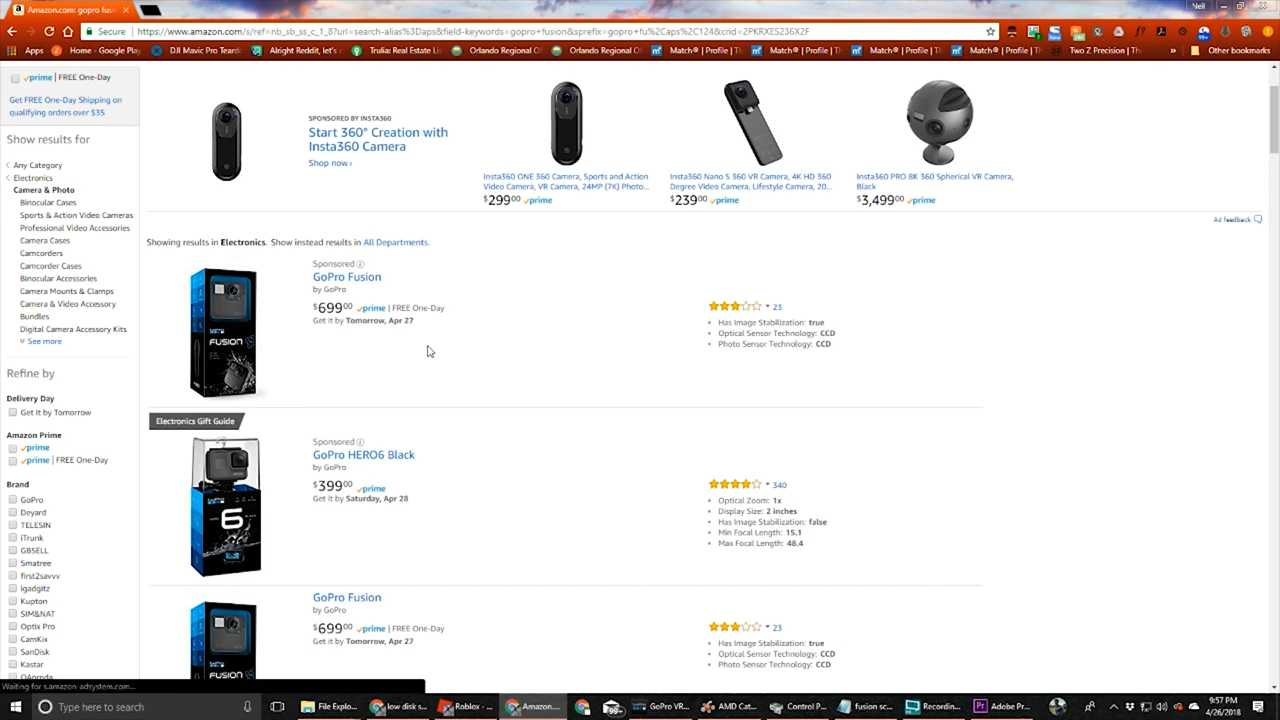 Amazon.com: gopro fus
Neil
Secure
https://www.amazon.com/s/ref=nb_sb_ss_c_1_8?url=search-alias%3Daps&field-keywords=gopro+fusion&sprefix=gopro+fu%2Caps%2C124&crid=2PKRXES236X2F
Apps
Home - Google Play
DJI Mavic Pro Teard
Alright Reddit, let's
Trulia: Real Estate Li
Orlando Regional Of
Orlando Regional Of
Match® | Profile |
Match® | Profile |
Match® | Profile |
Match® | Profile |
Two Z Precision | Th
Other bookmarks
prime | FREE One-Day
Get FREE One-Day Shipping on
qualifying orders over $35
Show results for
Any Category
Electronics
Camera & Photo
Binocular Cases
Sports & Action Video Cameras
Professional Video Accessories
Camera Cases
Camcorders
Camcorder Cases
Binocular Accessories
Camera Mounts & Clamps
Camera & Video Accessory
Bundles
Digital Camera Accessory Kits
See more
Refine by
Delivery Day
Get it by Tomorrow
Amazon Prime
prime
prime | FREE One-Day
Brand
GoPro
Deyard
TELESIN
iTrunk
GBSELL
Smatree
first2savvv
igadgitz
Kupton
SIM&NAT
Optix Pro
CamKix
SanDisk
Kastar
SPONSORED BY INSTA360
Start 360° Creation with
Insta360 Camera
Shop now ›
Insta360 ONE 360 Camera, Sports and Action
Video Camera, VR Camera, 24MP (7X) Photo...
$299 00 prime
Insta360 Nano S 360 VR Camera, 4K HD 360
Degree Video Camera, Lifestyle Camera, 20...
$239 00 prime
Insta360 PRO 8K 360 Spherical VR Camera,
Black
$3,499 00 prime
Ad feedback
Showing results in Electronics. Show instead results in All Departments.
Sponsored
GoPro Fusion
by GoPro
$699 00 prime | FREE One-Day
Get it by Tomorrow, Apr 27
FUSION
23
Has Image Stabilization: true
Optical Sensor Technology: CCD
Photo Sensor Technology: CCD
Electronics Gift Guide
Sponsored
GoPro HERO6 Black
by GoPro
$399 00 prime
Get it by Saturday, Apr 28
6
340
Optical Zoom: 1x
Display Size: 2 inches
Has Image Stabilization: false
Min Focal Length: 15.1
Max Focal Length: 48.4
GoPro Fusion
by GoPro
$699 00 prime | FREE One-Day
Get it by Tomorrow, Apr 27
FUSION
23
Has Image Stabilization: true
Optical Sensor Technology: CCD
Photo Sensor Technology: CCD
Waiting for s.amazon-adsystem.com...
Type here to search
File Explo...
low disk s...
Roblox - ...
Amazon....
99+
GoPro VR...
AMD Cat...
Control P...
fusion sc...
Recordin...
Adobe Pr...
9:57 PM
4/26/2018